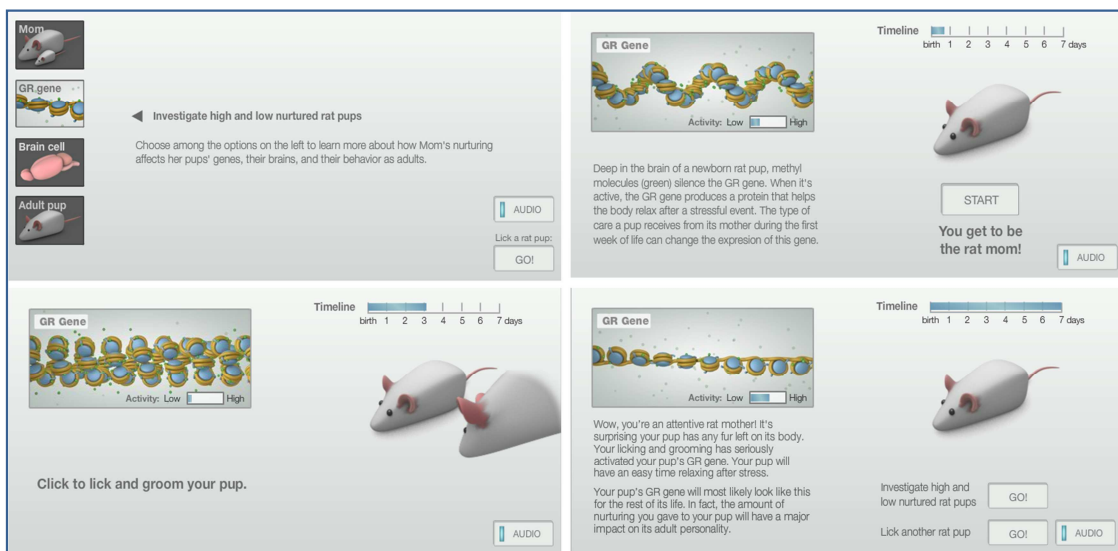 Mom
GR gene
Brain cell
Adult pup
Investigate high and low nurtured rat pups
Choose among the options on the left to learn more about how Mom's nurturing
affects her pups' genes, their brains, and their behavior as adults.
AUDIO
Lick a rat pup:
GO!
GR Gene
Activity: Low High
Timeline
birth 1 2 3 4 5 6 7 days
Deep in the brain of a newborn rat pup, methyl
molecules (green) silence the GR gene. When it's
active, the GR gene produces a protein that helps
the body relax after a stressful event. The type of
care a pup receives from its mother during the first
week of life can change the expresion of this gene.
START
You get to be
the rat mom!
AUDIO
GR Gene
Activity: Low High
Timeline
birth 1 2 3 4 5 6 7 days
Click to lick and groom your pup.
AUDIO
GR Gene
Activity: Low High
Timeline
birth 1 2 3 4 5 6 7 days
Wow, you're an attentive rat mother! It's
surprising your pup has any fur left on its body.
Your licking and grooming has seriously
activated your pup's GR gene. Your pup will
have an easy time relaxing after stress.
Your pup's GR gene will most likely look like this
for the rest of its life. In fact, the amount of
nurturing you gave to your pup will have a major
impact on its adult personality.
Investigate high and
low nurtured rat pups
GO!
Lick another rat pup
GO!
AUDIO